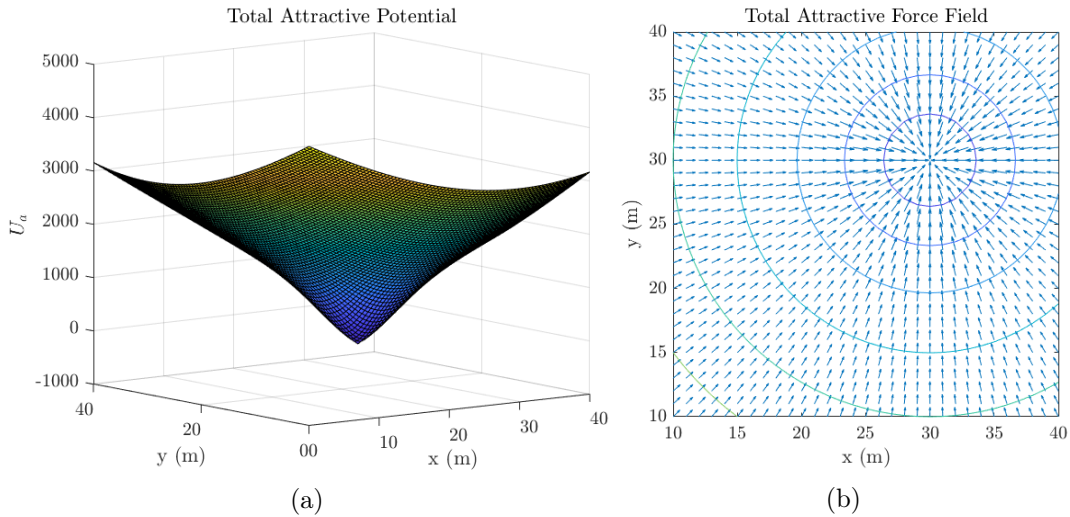 Total Attractive Potential
5000
4000
3000
2000
1000
0
-1000
U_a
40
20
00
10
20
30
40
y (m)
x (m)
(a)
Total Attractive Force Field
40
35
30
25
20
15
10
y (m)
10 15 20 25 30 35 40
x (m)
(b)